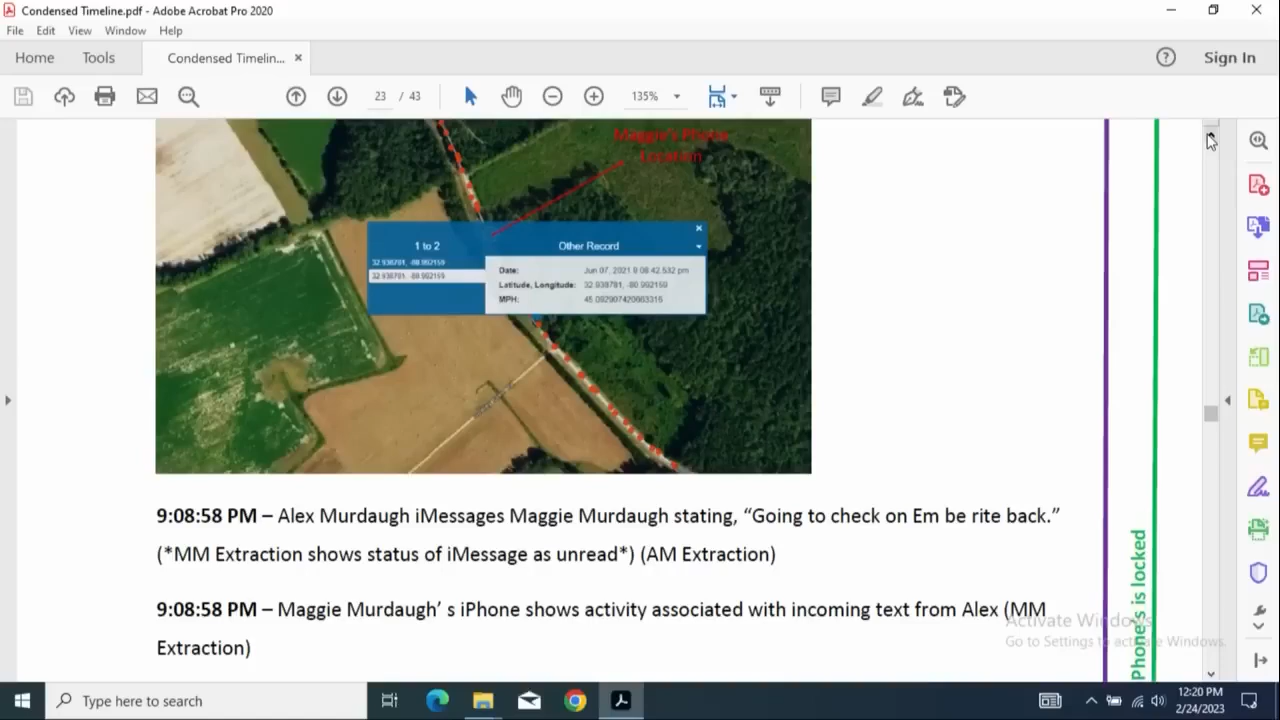 Condensed Timeline.pdf - Adobe Acrobat Pro 2020
File Edit View Window Help
Home Tools Condensed Timelin... ×
Sign In
23 / 43
135%
Maggie's Phone
Location
1 to 2
Other Record
32.938781, -80.992159
32.938781, -80.992159
Date: Jun 07, 2021 9:08:42.532 pm
Latitude, Longitude: 32.938781, -80.992159
MPH: 45.092907420663316
9:08:58 PM – Alex Murdaugh iMessages Maggie Murdaugh stating, “Going to check on Em be rite back.”
(*MM Extraction shows status of iMessage as unread*) (AM Extraction)
9:08:58 PM – Maggie Murdaugh’ s iPhone shows activity associated with incoming text from Alex (MM
Extraction)
Phone's is locked
Activate Windows
Go to Settings to activate Windows.
Type here to search
12:20 PM
2/24/2023